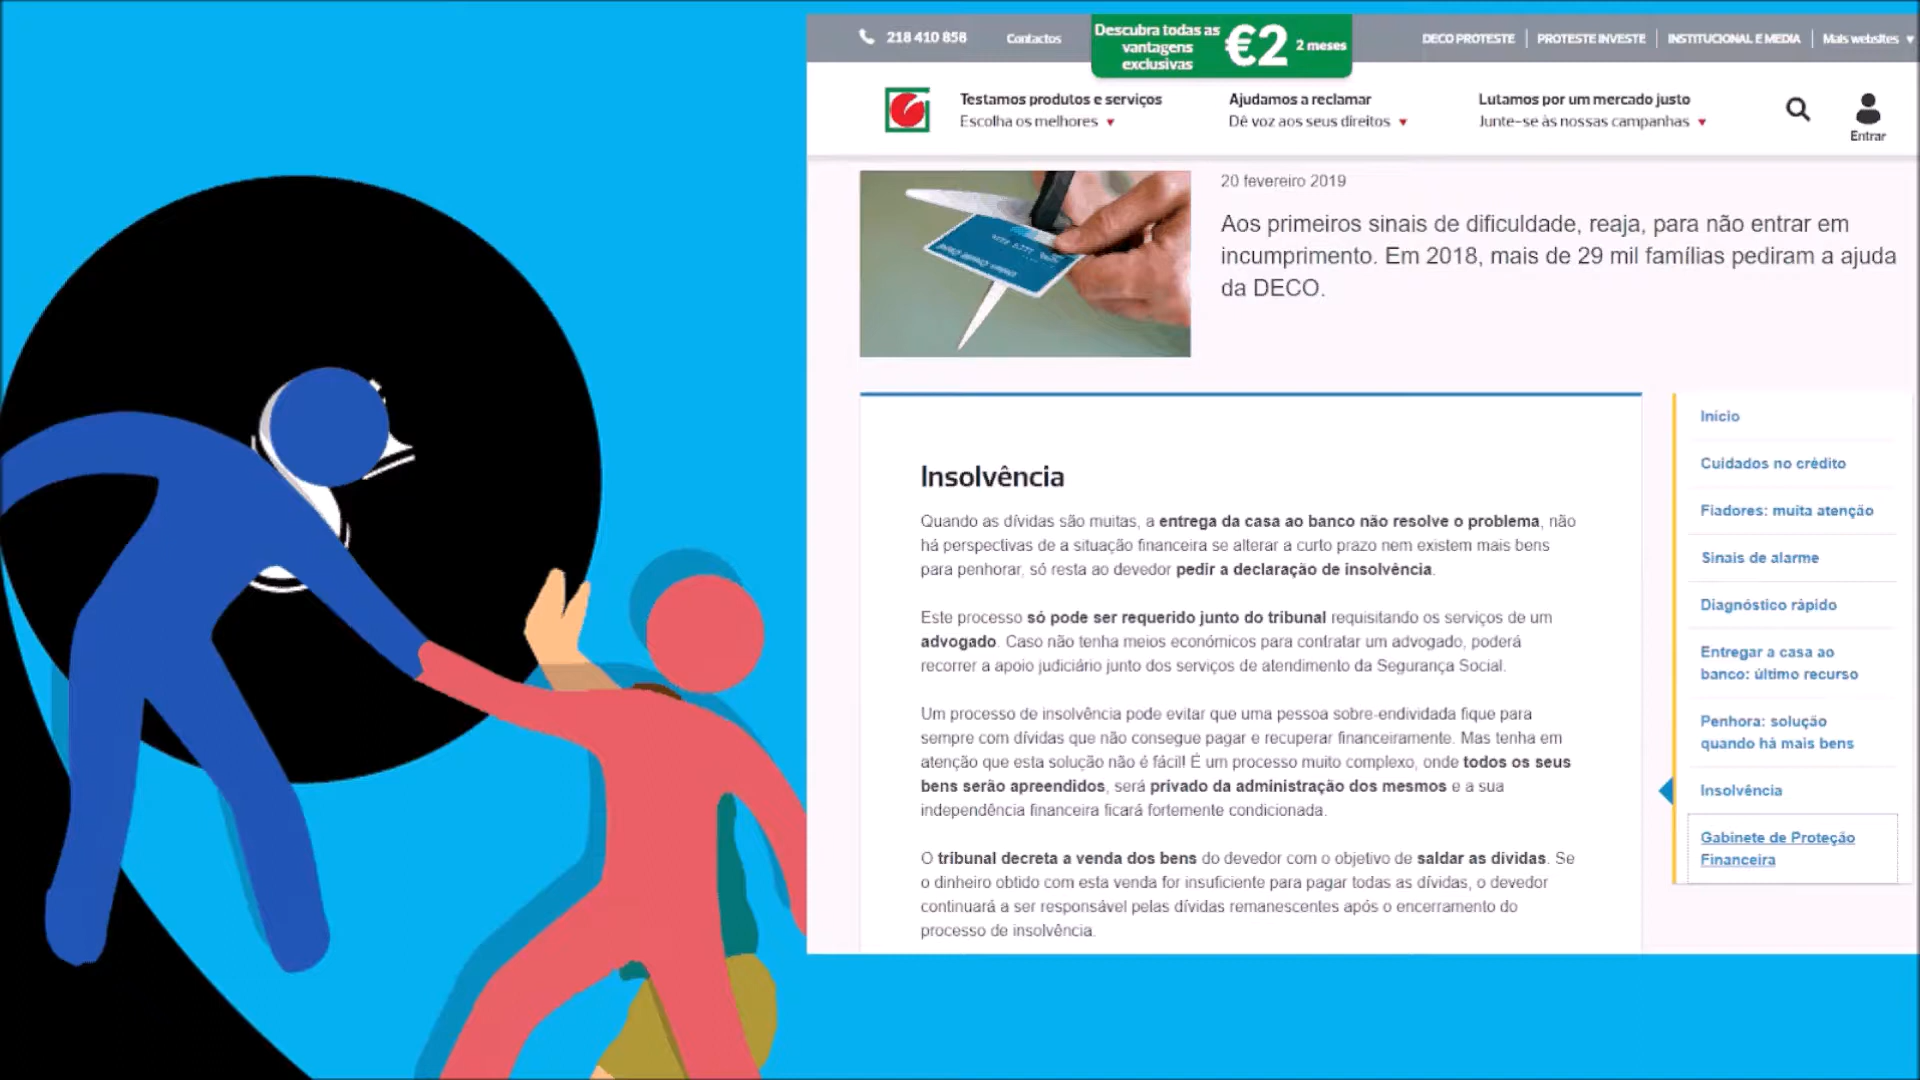 218 410 858
Contactos
Descubra todas as
vantagens
exclusivas
€2
2 meses
DECO PROTESTE
PROTESTE INVESTE
INSTITUCIONAL E MEDIA
Mais websites
Testamos produtos e serviços
Escolha os melhores
Ajudamos a reclamar
Dê voz aos seus direitos
Lutamos por um mercado justo
Junte-se às nossas campanhas
Entrar
20 fevereiro 2019
Aos primeiros sinais de dificuldade, reaja, para não entrar em
incumprimento. Em 2018, mais de 29 mil famílias pediram a ajuda
da DECO.
Insolvência
Quando as dívidas são muitas, a entrega da casa ao banco não resolve o problema, não
há perspectivas de a situação financeira se alterar a curto prazo nem existem mais bens
para penhorar, só resta ao devedor pedir a declaração de insolvência.
Este processo só pode ser requerido junto do tribunal requisitando os serviços de um
advogado. Caso não tenha meios económicos para contratar um advogado, poderá
recorrer a apoio judiciário junto dos serviços de atendimento da Segurança Social.
Um processo de insolvência pode evitar que uma pessoa sobre-endividada fique para
sempre com dívidas que não consegue pagar e recuperar financeiramente. Mas tenha em
atenção que esta solução não é fácil! É um processo muito complexo, onde todos os seus
bens serão apreendidos, será privado da administração dos mesmos e a sua
independência financeira ficará fortemente condicionada.
O tribunal decreta a venda dos bens do devedor com o objetivo de saldar as dívidas. Se
o dinheiro obtido com esta venda for insuficiente para pagar todas as dívidas, o devedor
continuará a ser responsável pelas dívidas remanescentes após o encerramento do
processo de insolvência.
Início
Cuidados no crédito
Fiadores: muita atenção
Sinais de alarme
Diagnóstico rápido
Entregar a casa ao
banco: último recurso
Penhora: solução
quando há mais bens
Insolvência
Gabinete de Proteção
Financeira